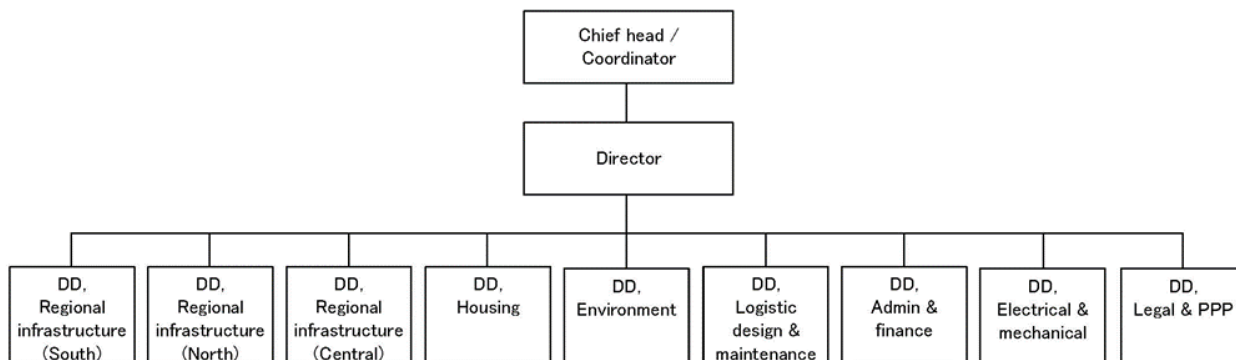 Chief head /
Coordinator
Director
DD,
Regional
infrastructure
(South)
DD,
Regional
infrastructure
(North)
DD,
Regional
infrastructure
(Central)
DD,
Housing
DD,
Environment
DD,
Logistic
design &
maintenance
DD,
Admin &
finance
DD,
Electrical &
mechanical
DD,
Legal & PPP